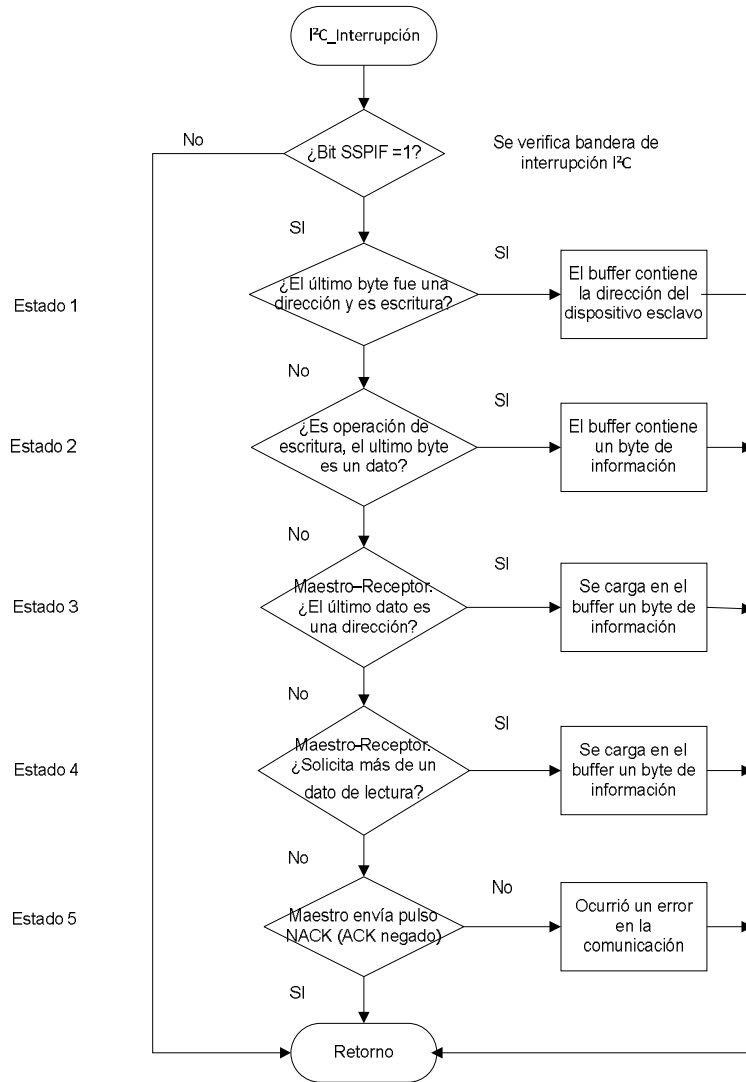 I²C_Interrupción
No
¿Bit SSPIF =1?
Se verifica bandera de
interrupción I²C
SI
SI
Estado 1
¿El último byte fue una
dirección y es escritura?
El buffer contiene
la dirección del
dispositivo esclavo
No
SI
Estado 2
¿Es operación de
escritura, el ultimo byte
es un dato?
El buffer contiene
un byte de
información
No
SI
Estado 3
Maestro–Receptor.
¿El último dato es
una dirección?
Se carga en el
buffer un byte de
información
No
SI
Estado 4
Maestro–Receptor.
¿Solicita más de un
dato de lectura?
Se carga en el
buffer un byte de
información
No
No
Estado 5
Maestro envía pulso
NACK (ACK negado)
Ocurrió un error
en la
comunicación
SI
Retorno